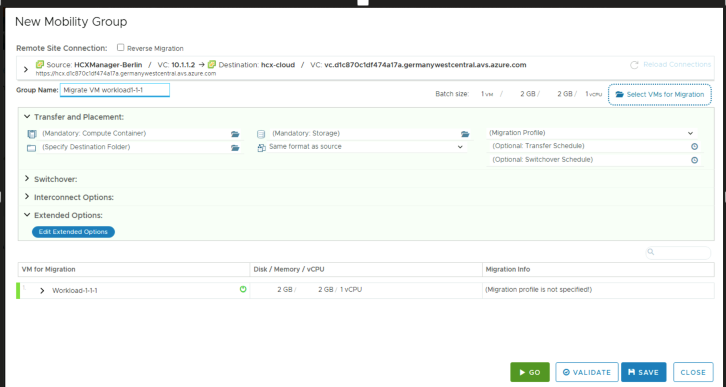 New Mobility Group
Remote Site Connection: Reverse Migration
Source: HCXManager-Berlin / VC: 10.1.1.2 → Destination: hcx-cloud / VC: vc.d1c870c1df474a17a.germanywestcentral.avs.azure.com
Reload Connections
https://hcx.d1c870c1df474a17a.germanywestcentral.avs.azure.com
Group Name: Migrate VM workload1-1-1
Batch size: 1 VM / 2 GB / 2 GB / 1 vCPU
Select VMs for Migration
Transfer and Placement:
(Mandatory: Compute Container) (Mandatory: Storage) (Migration Profile)
(Specify Destination Folder) Same format as source (Optional: Transfer Schedule)
(Optional: Switchover Schedule)
Switchover:
Interconnect Options:
Extended Options:
Edit Extended Options
VM for Migration Disk / Memory / vCPU Migration Info
Workload-1-1-1 2 GB / 2 GB / 1 vCPU (Migration profile is not specified!)
GO VALIDATE SAVE CLOSE